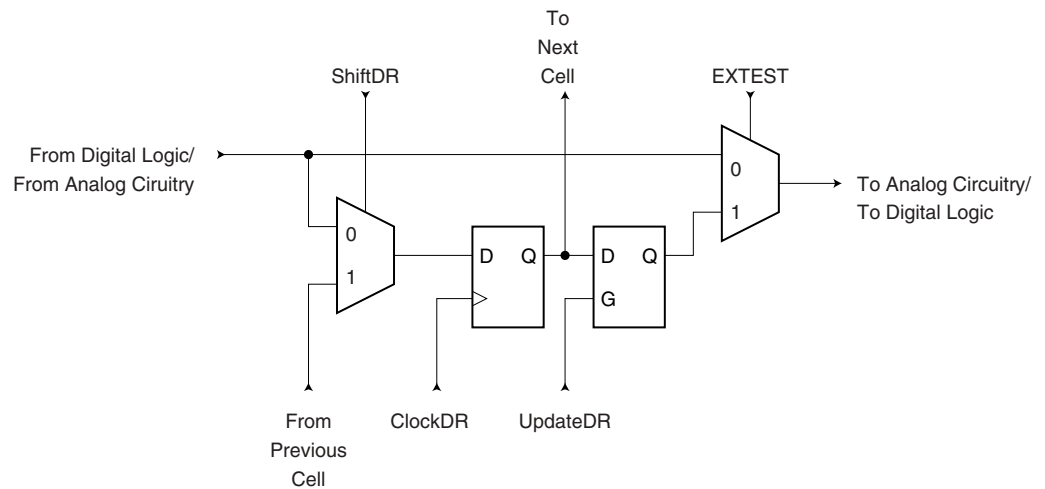 To
Next
Cell
ShiftDR
EXTEST
From Digital Logic/
From Analog Ciruitry
0
1
D Q
D Q
G
0
1
To Analog Circuitry/
To Digital Logic
From
Previous
Cell
ClockDR
UpdateDR